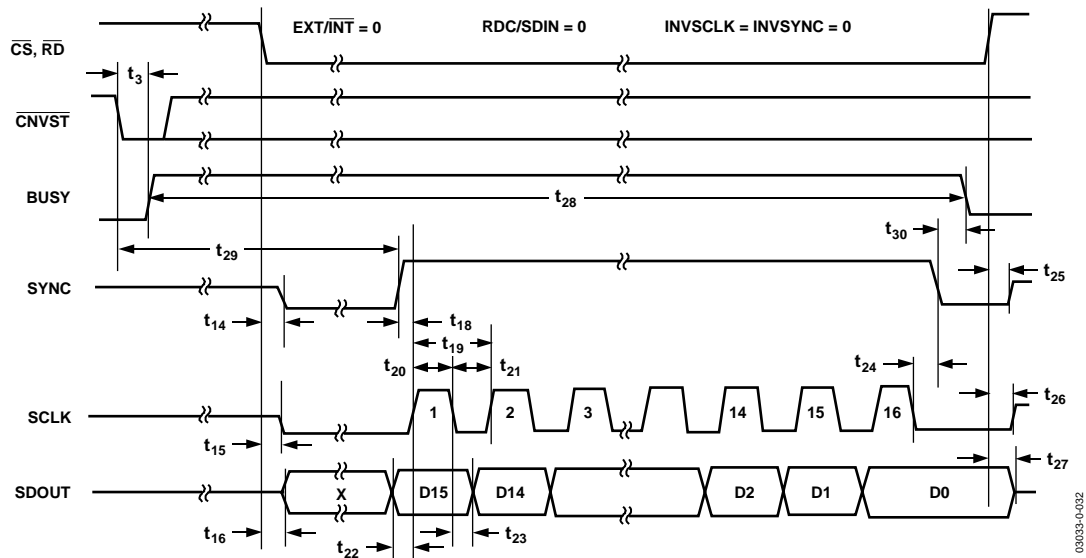 EXT/INT = 0 RDC/SDIN = 0 INVSCLK = INVSYNC = 0
CS, RD
t3
CNVST
BUSY
t28
t29
t30
t25
SYNC
t14
t18
t19
t20
t21
t24
t26
SCLK
1 2 3 14 15 16
t15
t27
SDOUT
X D15 D14 D2 D1 D0
t16
t22
t23
03033-0-032